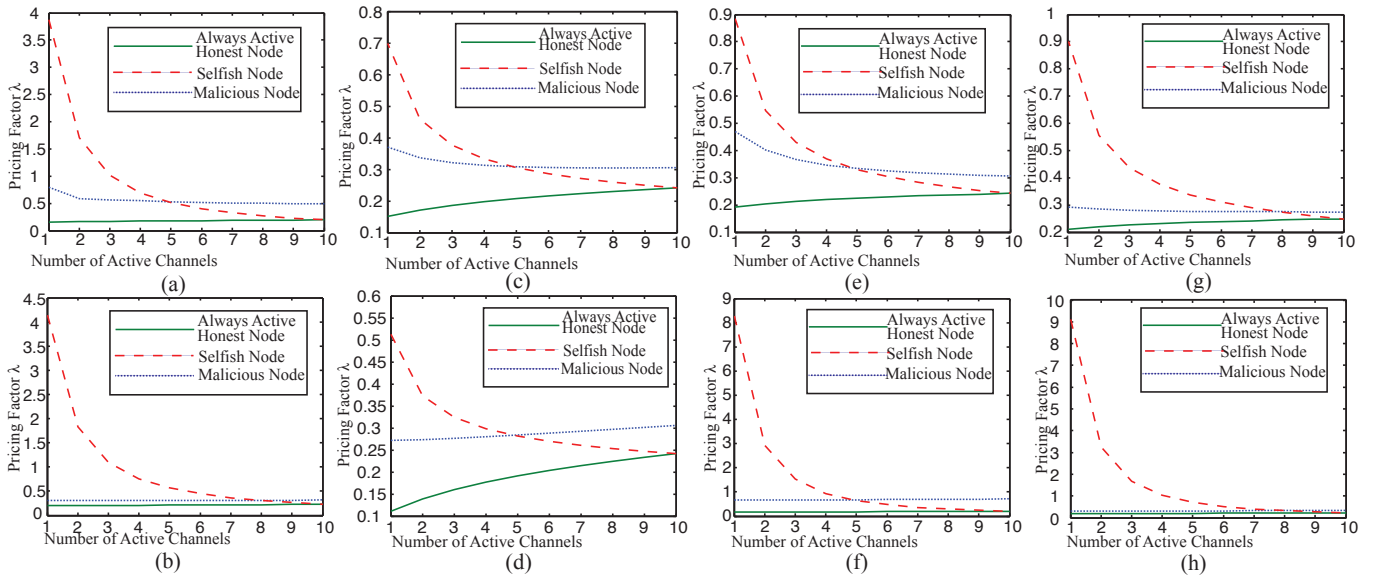 4
3.5
3
2.5
2
1.5
1
0.5
0
Pricing Factor λ
Always Active
Honest Node
Selfish Node
Malicious Node
1 2 3 4 5 6 7 8 9 10
Number of Active Channels
(a)
0.8
0.7
0.6
0.5
0.4
0.3
0.2
0.1
Pricing Factor λ
Always Active
Honest Node
Selfish Node
Malicious Node
1 2 3 4 5 6 7 8 9 10
Number of Active Channels
(c)
0.9
0.8
0.7
0.6
0.5
0.4
0.3
0.2
0.1
Pricing Factor λ
Always Active
Honest Node
Selfish Node
Malicious Node
1 2 3 4 5 6 7 8 9 10
Number of Active Channels
(e)
1
0.9
0.8
0.7
0.6
0.5
0.4
0.3
0.2
Pricing Factor λ
Always Active
Honest Node
Selfish Node
Malicious Node
1 2 3 4 5 6 7 8 9 10
Number of Active Channels
(g)
4.5
4
3.5
3
2.5
2
1.5
1
0.5
0
Pricing Factor λ
Always Active
Honest Node
Selfish Node
Malicious Node
1 2 3 4 5 6 7 8 9 10
Number of Active Channels
(b)
0.6
0.55
0.5
0.45
0.4
0.35
0.3
0.25
0.2
0.15
0.1
Pricing Factor λ
Always Active
Honest Node
Selfish Node
Malicious Node
1 2 3 4 5 6 7 8 9 10
Number of Active Channels
(d)
9
8
7
6
5
4
3
2
1
0
Pricing Factor λ
Always Active
Honest Node
Selfish Node
Malicious Node
1 2 3 4 5 6 7 8 9 10
Number of Active Channels
(f)
10
9
8
7
6
5
4
3
2
1
0
Pricing Factor λ
Always Active
Honest Node
Selfish Node
Malicious Node
1 2 3 4 5 6 7 8 9 10
Number of Active Channels
(h)